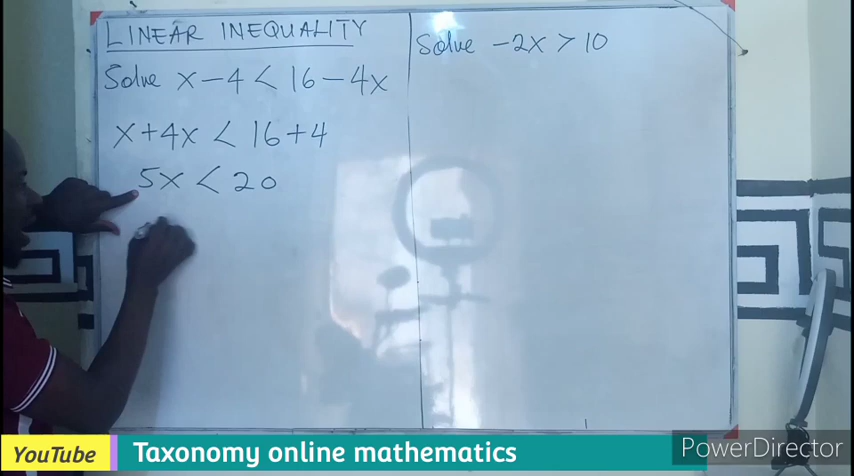 LINEAR INEQUALITY
Solve x - 4 < 16 - 4x
x + 4x < 16 + 4
5x < 20
Solve -2x > 10
YouTube Taxonomy online mathematics
PowerDirector